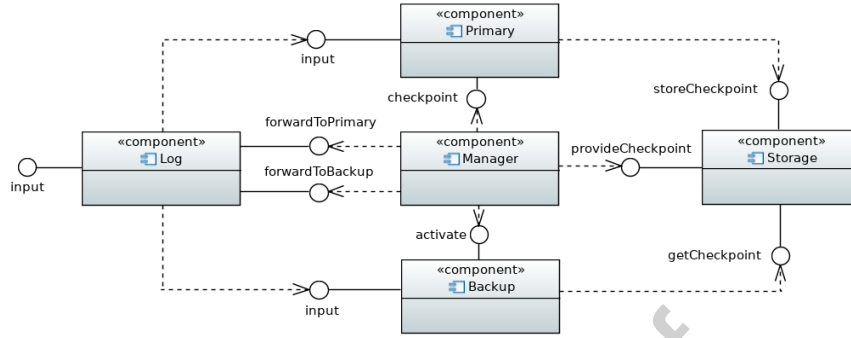 «component»
Primary
input
checkpoint
storeCheckpoint
forwardToPrimary
«component»
Log
«component»
Manager
provideCheckpoint
«component»
Storage
input
forwardToBackup
activate
getCheckpoint
«component»
Backup
input